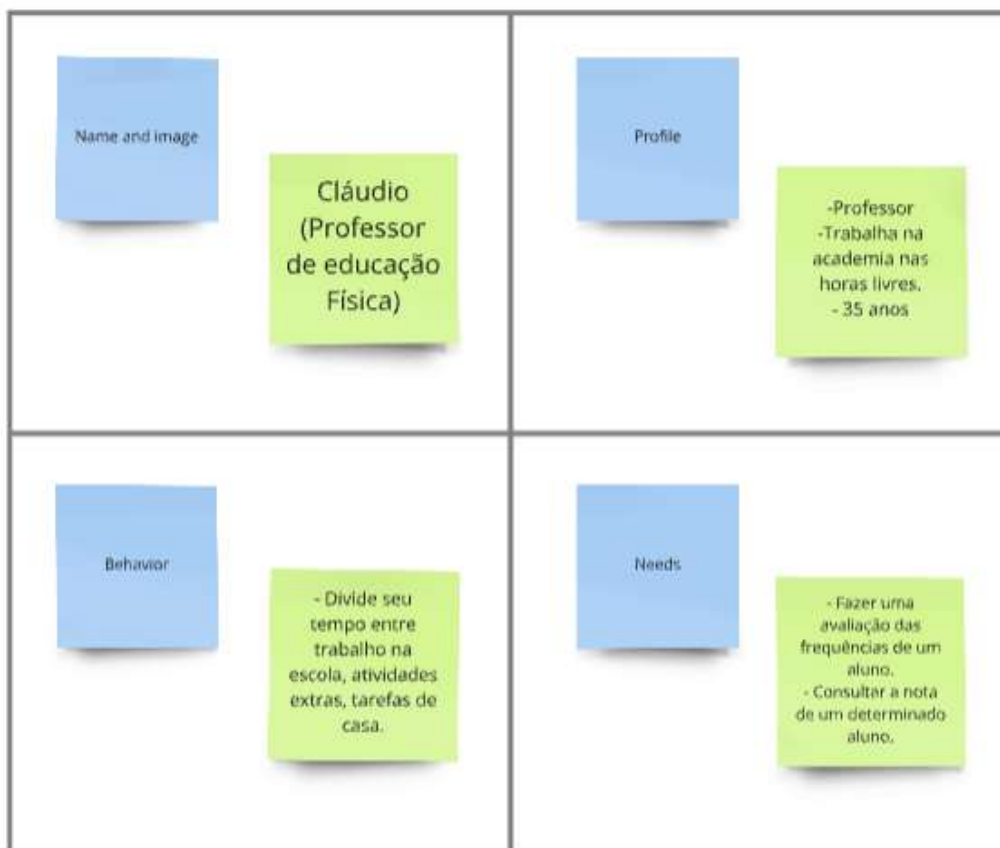 Name and image
Cláudio
(Professor
de educação
Física)
Profile
-Professor
-Trabalha na
academia nas
horas livres.
- 35 anos
Behavior
- Divide seu
tempo entre
trabalho na
escola, atividades
extras, tarefas de
casa.
Needs
- Fazer uma
avaliação das
frequências de um
aluno.
- Consultar a nota
de um determinado
aluno.